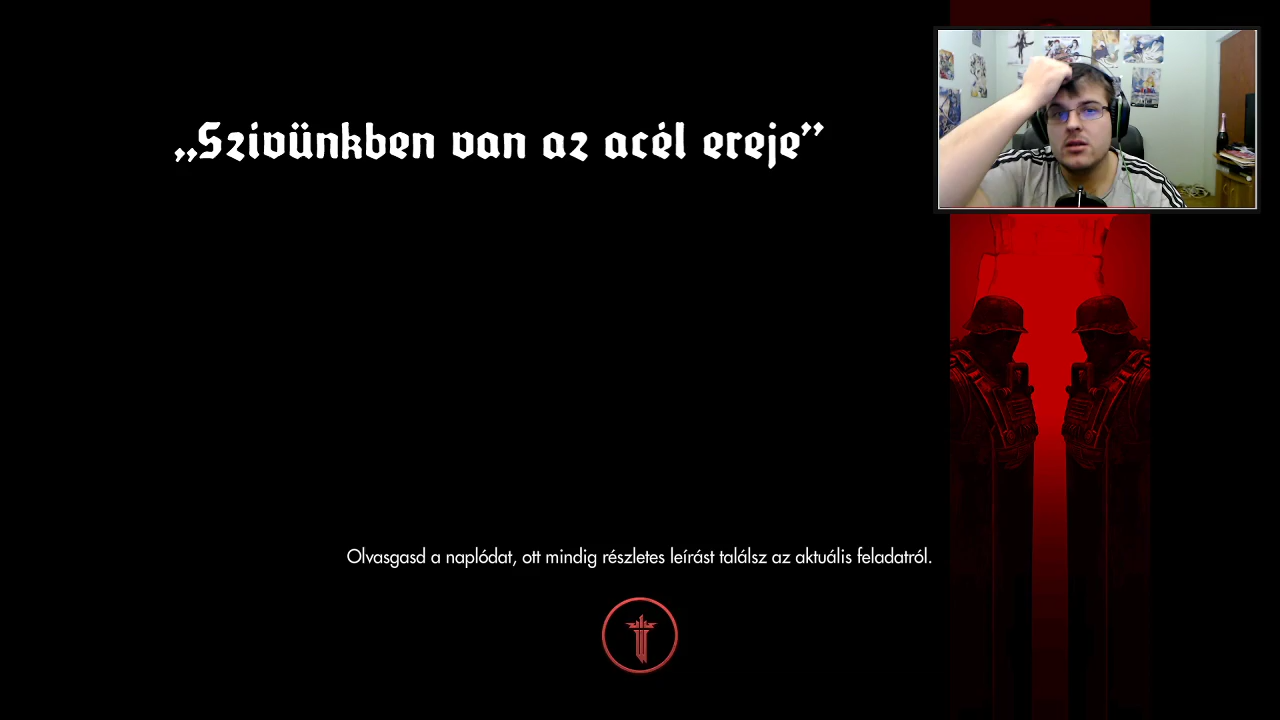 „Szívünkben van az acél ereje”
Olvasgasd a naplódat, ott mindig részletes leírást találsz az aktuális feladatról.